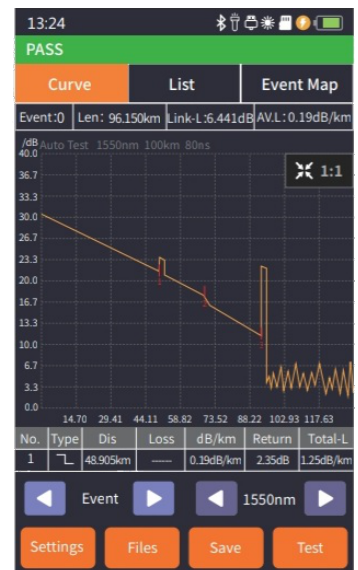 13:24
PASS
Curve List Event Map
Event:0 Len: 96.150km Link-L:6.441dB AV.L:0.19dB/km
/dB Auto Test 1550nm 100km 80ns
40.0
36.7 1:1
33.3
30.0
26.7
23.3
20.0
16.7
13.3
10.0
6.7
3.3
0.0
14.70 29.41 44.11 58.82 73.52 88.22 102.93 117.63
No. Type Dis Loss dB/km Return Total-L
1 48.905km ------ 0.19dB/km 2.35dB 1.25dB/km
Event 1550nm
Settings Files Save Test